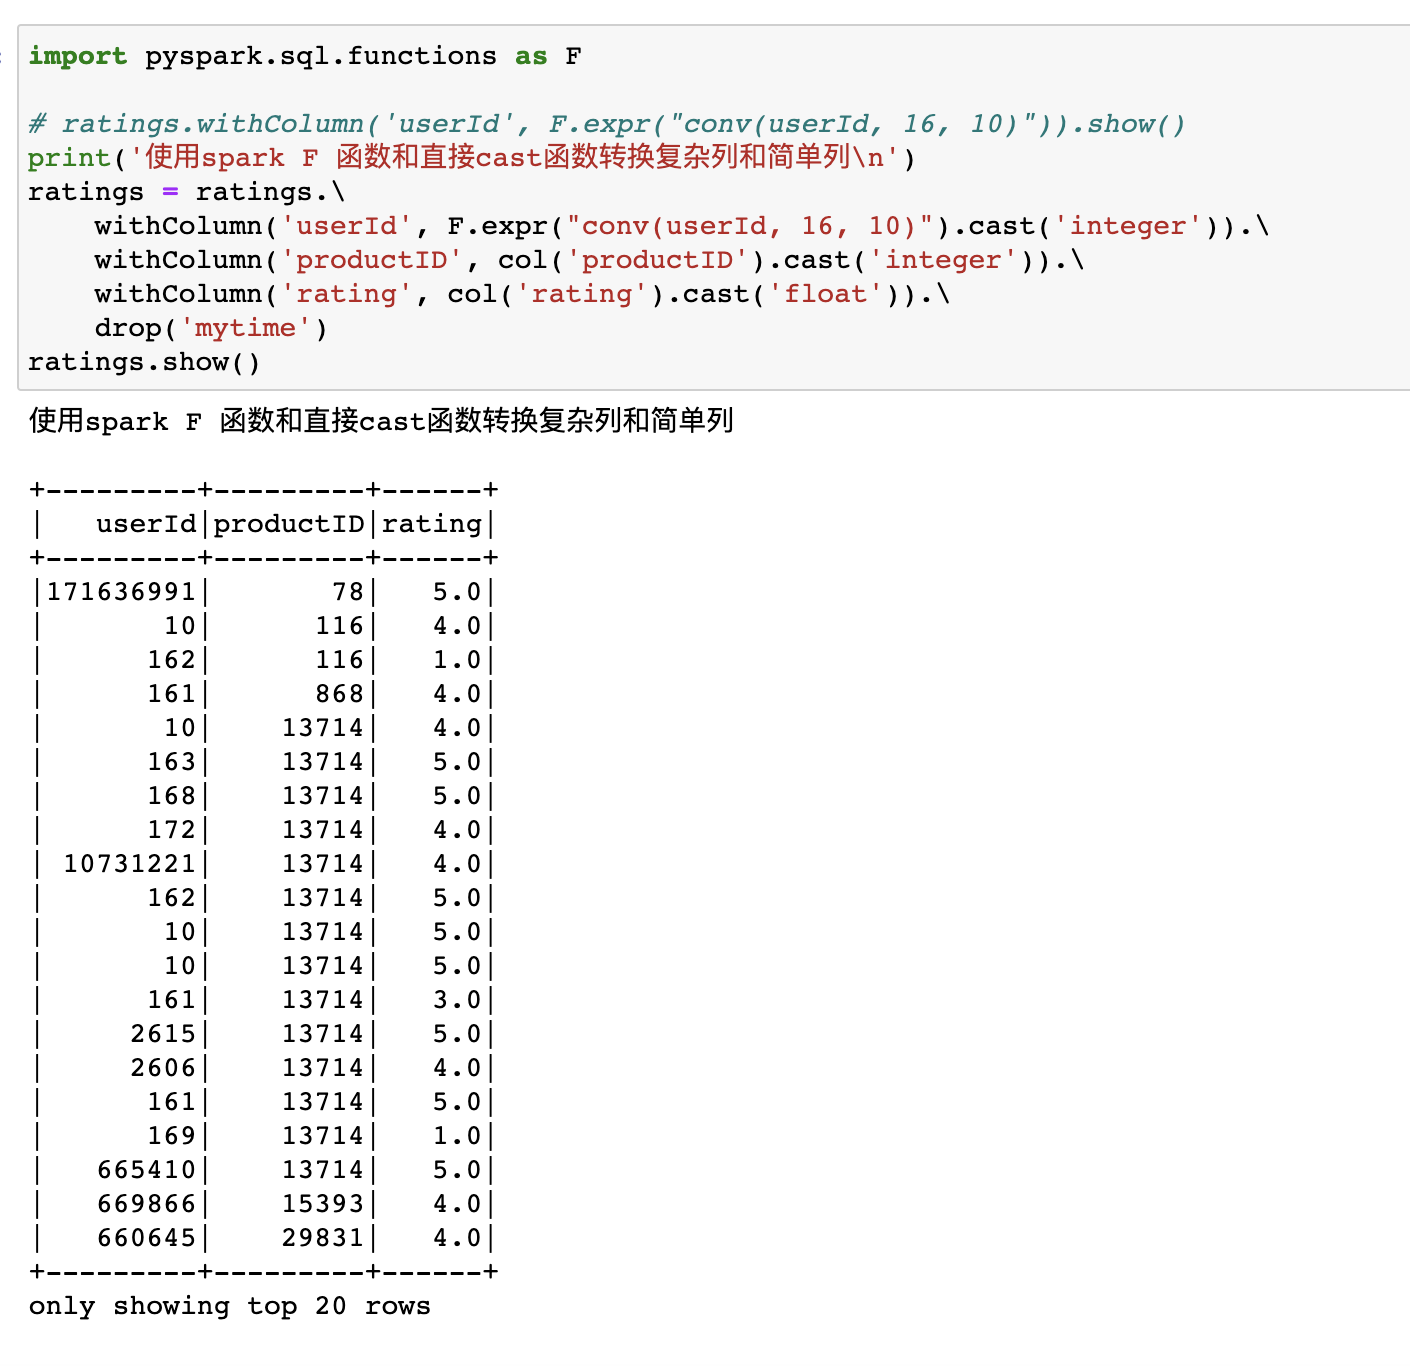 import pyspark.sql.functions as F
# ratings.withColumn('userId', F.expr("conv(userId, 16, 10)")).show()
print('使用spark F 函数和直接cast函数转换复杂列和简单列\n')
ratings = ratings.\
    withColumn('userId', F.expr("conv(userId, 16, 10)").cast('integer')).\
    withColumn('productID', col('productID').cast('integer')).\
    withColumn('rating', col('rating').cast('float')).\
    drop('mytime')
ratings.show()
使用spark F 函数和直接cast函数转换复杂列和简单列
+---------+---------+------+
|   userId|productID|rating|
+---------+---------+------+
|171636991|       78|   5.0|
|       10|      116|   4.0|
|      162|      116|   1.0|
|      161|      868|   4.0|
|       10|    13714|   4.0|
|      163|    13714|   5.0|
|      168|    13714|   5.0|
|      172|    13714|   4.0|
| 10731221|    13714|   4.0|
|      162|    13714|   5.0|
|       10|    13714|   5.0|
|       10|    13714|   5.0|
|      161|    13714|   3.0|
|     2615|    13714|   5.0|
|     2606|    13714|   4.0|
|      161|    13714|   5.0|
|      169|    13714|   1.0|
|   665410|    13714|   5.0|
|   669866|    15393|   4.0|
|   660645|    29831|   4.0|
+---------+---------+------+
only showing top 20 rows